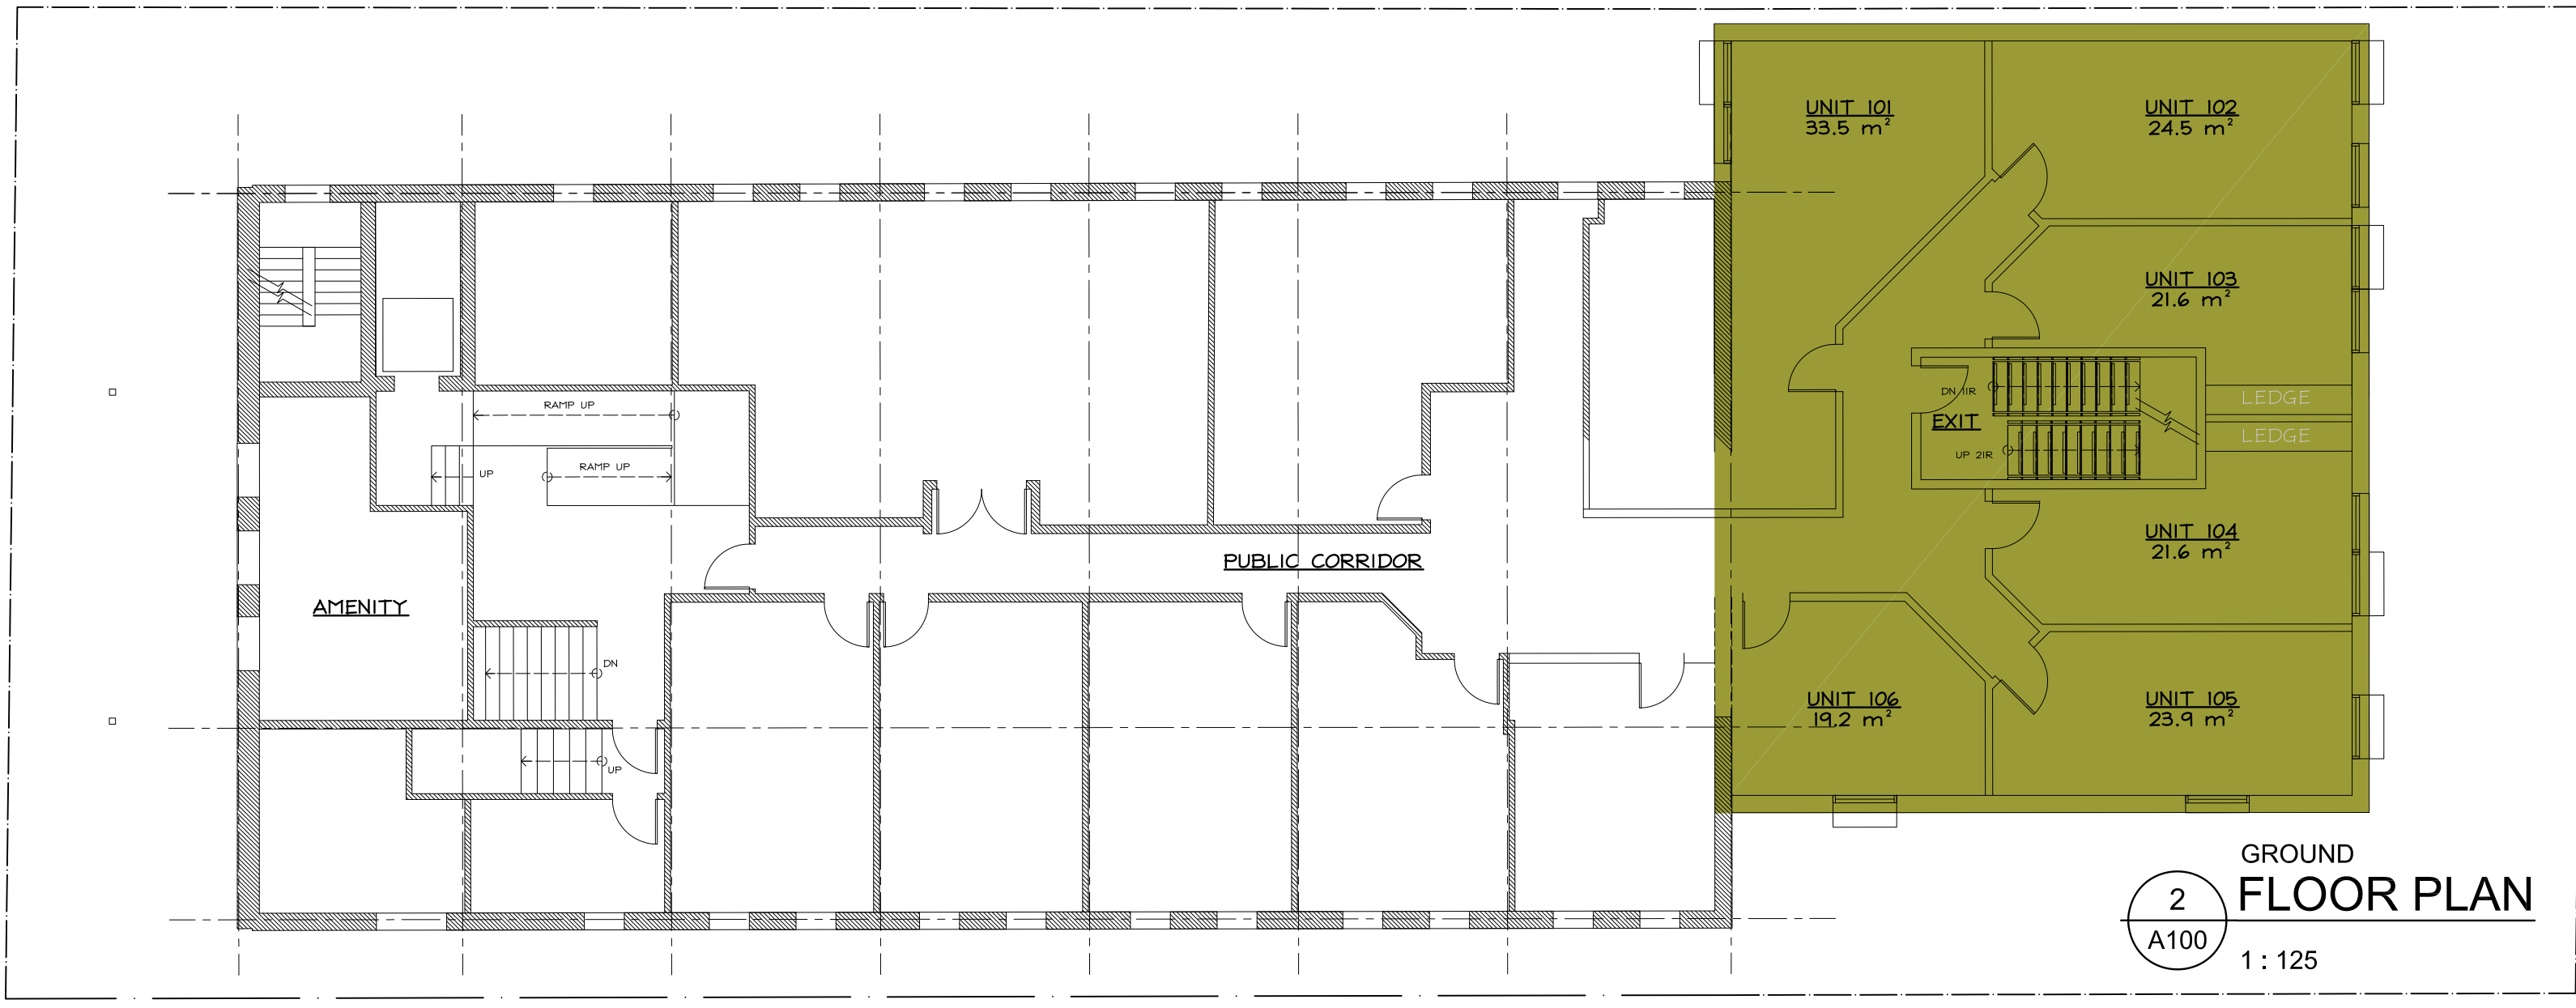 UNIT 101
33.5 m²
UNIT 102
24.5 m²
UNIT 103
21.6 m²
DN 11R
EXIT
UP 21R
LEDGE
LEDGE
RAMP UP
RAMP UP
UP
PUBLIC CORRIDOR
UNIT 104
21.6 m²
AMENITY
DN
UP
UNIT 106
19.2 m²
UNIT 105
23.9 m²
GROUND
FLOOR PLAN
2
A100
1 : 125